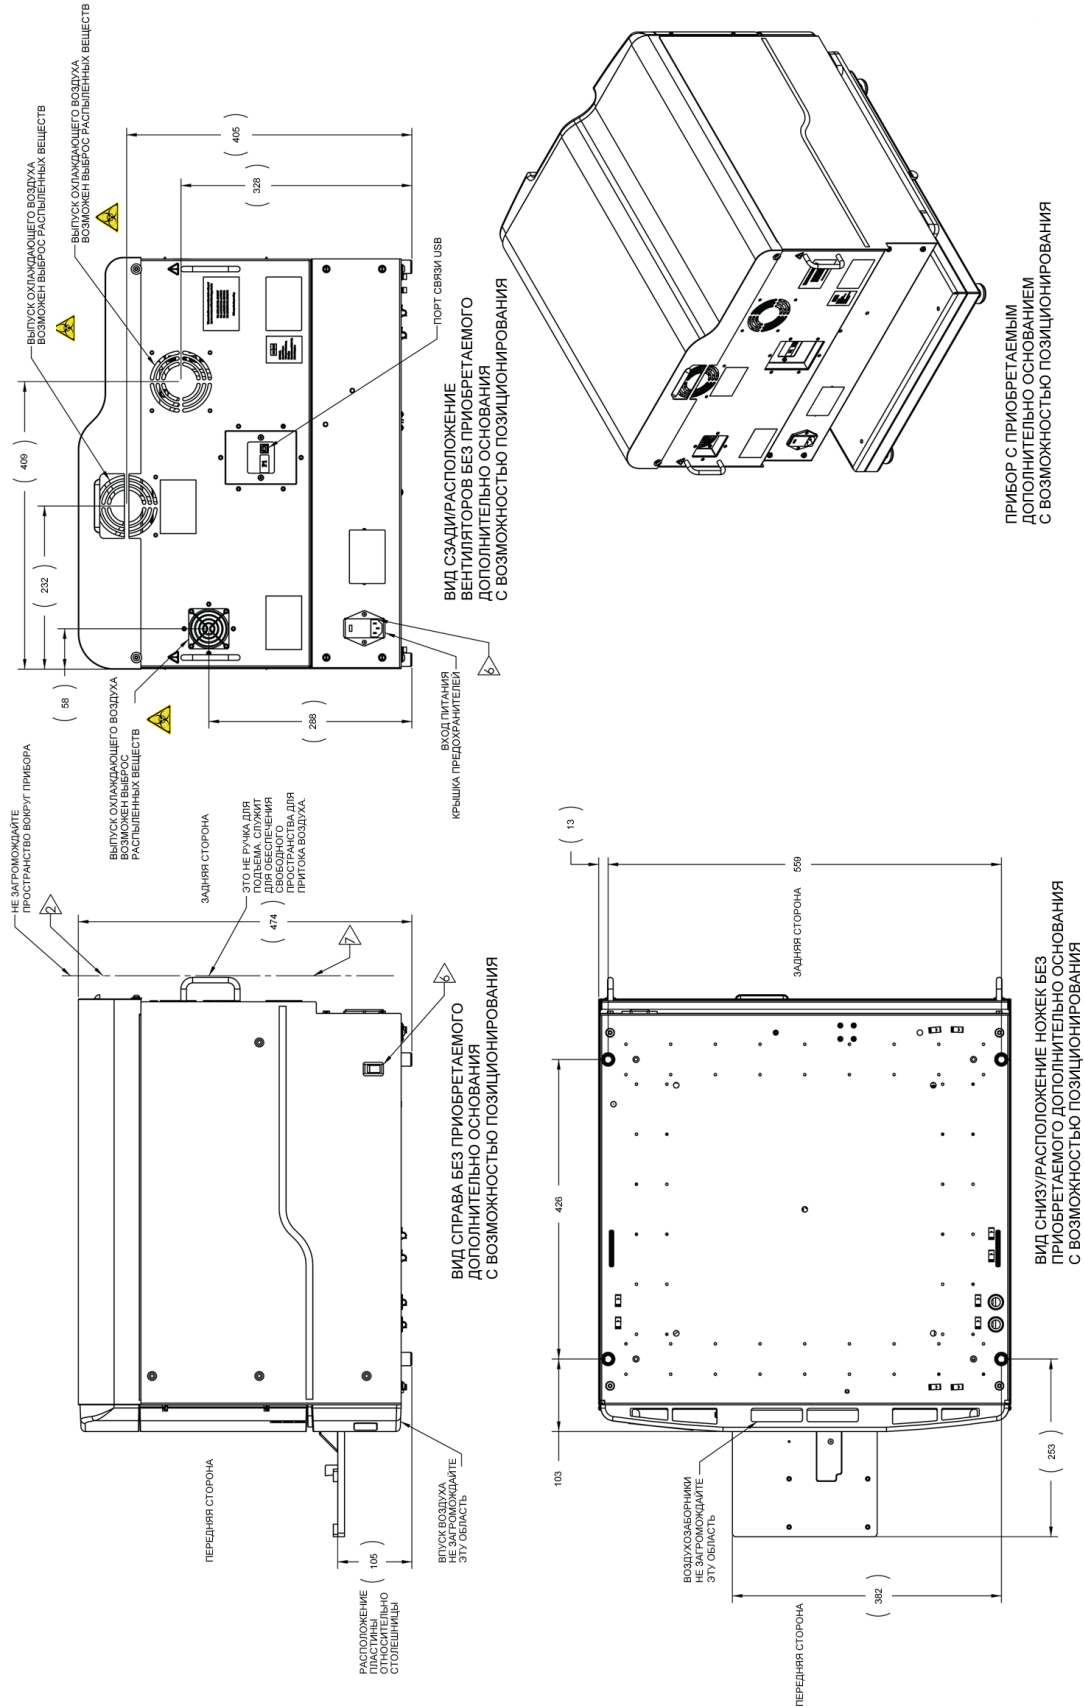 НЕ ЗАГРОМОЖДАЙТЕ
ПРОСТРАНСТВО ВОКРУГ ПРИБОРА
2
7
6
ПЕРЕДНЯЯ СТОРОНА
ЗАДНЯЯ СТОРОНА
ЭТО НЕ РУЧКА ДЛЯ
ПОДЪЕМА. СЛУЖИТ
ДЛЯ ОБЕСПЕЧЕНИЯ
СВОБОДНОГО
ПРОСТРАНСТВА ДЛЯ
ПРИТОКА ВОЗДУХА.
(474)
(105)
РАСПОЛОЖЕНИЕ
ПЛАСТИНЫ
ОТНОСИТЕЛЬНО
СТОЛЕШНИЦЫ
ВПУСК ВОЗДУХА
НЕ ЗАГРОМОЖДАЙТЕ
ЭТУ ОБЛАСТЬ
ВИД СПРАВА БЕЗ ПРИОБРЕТАЕМОГО
ДОПОЛНИТЕЛЬНО ОСНОВАНИЯ
С ВОЗМОЖНОСТЬЮ ПОЗИЦИОНИРОВАНИЯ
ВЫПУСК ОХЛАЖДАЮЩЕГО ВОЗДУХА
ВОЗМОЖЕН ВЫБРОС
РАСПЫЛЕННЫХ ВЕЩЕСТВ
ВЫПУСК ОХЛАЖДАЮЩЕГО ВОЗДУХА
ВОЗМОЖЕН ВЫБРОС РАСПЫЛЕННЫХ ВЕЩЕСТВ
ВЫПУСК ОХЛАЖДАЮЩЕГО ВОЗДУХА
ВОЗМОЖЕН ВЫБРОС РАСПЫЛЕННЫХ ВЕЩЕСТВ
(58)
(232)
(409)
(288)
(328)
(405)
ВХОД ПИТАНИЯ
КРЫШКА ПРЕДОХРАНИТЕЛЕЙ
6
ПОРТ СВЯЗИ USB
ВИД СЗАДИ/РАСПОЛОЖЕНИЕ
ВЕНТИЛЯТОРОВ БЕЗ ПРИОБРЕТАЕМОГО
ДОПОЛНИТЕЛЬНО ОСНОВАНИЯ
С ВОЗМОЖНОСТЬЮ ПОЗИЦИОНИРОВАНИЯ
ПЕРЕДНЯЯ СТОРОНА
ЗАДНЯЯ СТОРОНА
103
426
(13)
559
(382)
(253)
ВОЗДУХОЗАБОРНИКИ
НЕ ЗАГРОМОЖДАЙТЕ
ЭТУ ОБЛАСТЬ
ВИД СНИЗУ/РАСПОЛОЖЕНИЕ НОЖЕК БЕЗ
ПРИОБРЕТАЕМОГО ДОПОЛНИТЕЛЬНО ОСНОВАНИЯ
С ВОЗМОЖНОСТЬЮ ПОЗИЦИОНИРОВАНИЯ
ПРИБОР С ПРИОБРЕТАЕМЫМ
ДОПОЛНИТЕЛЬНО ОСНОВАНИЕМ
С ВОЗМОЖНОСТЬЮ ПОЗИЦИОНИРОВАНИЯ